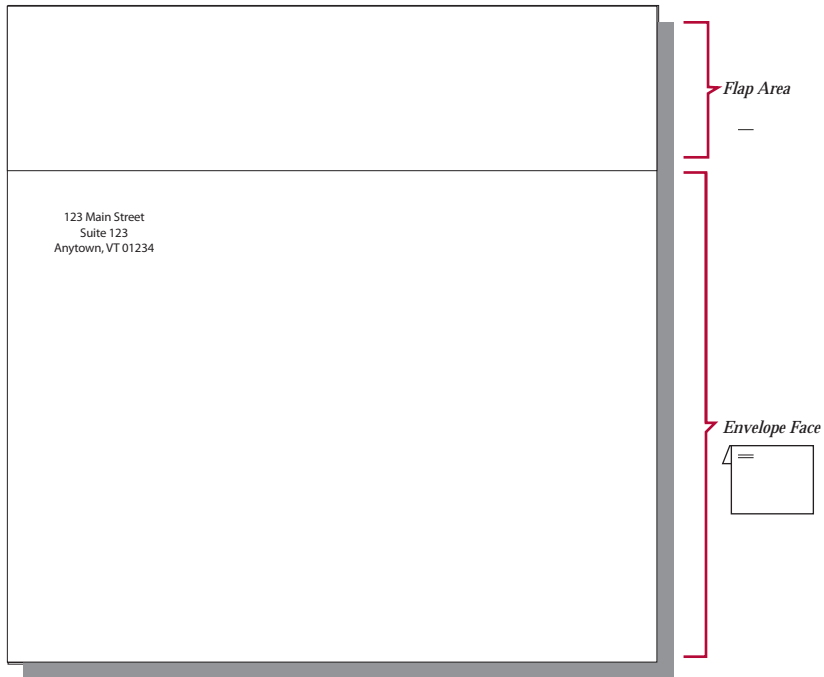 Flap Area
123 Main Street
Suite 123
Anytown, VT 01234
Envelope Face